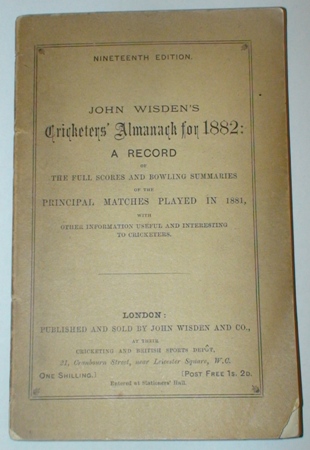 NINETEENTH EDITION.
JOHN WISDEN'S
Cricketers' Almanack for 1882:
A RECORD
OF
THE FULL SCORES AND BOWLING SUMMARIES
OF THE
PRINCIPAL MATCHES PLAYED IN 1881,
WITH
OTHER INFORMATION USEFUL AND INTERESTING
TO CRICKETERS.
LONDON:
PUBLISHED AND SOLD BY JOHN WISDEN AND CO.,
AT THEIR
CRICKETING AND BRITISH SPORTS DEPÔT,
21, Cranbourn Street, near Leicester Square, W.C.
ONE SHILLING.] [POST FREE 1S. 2D.
Entered at Stationers' Hall.